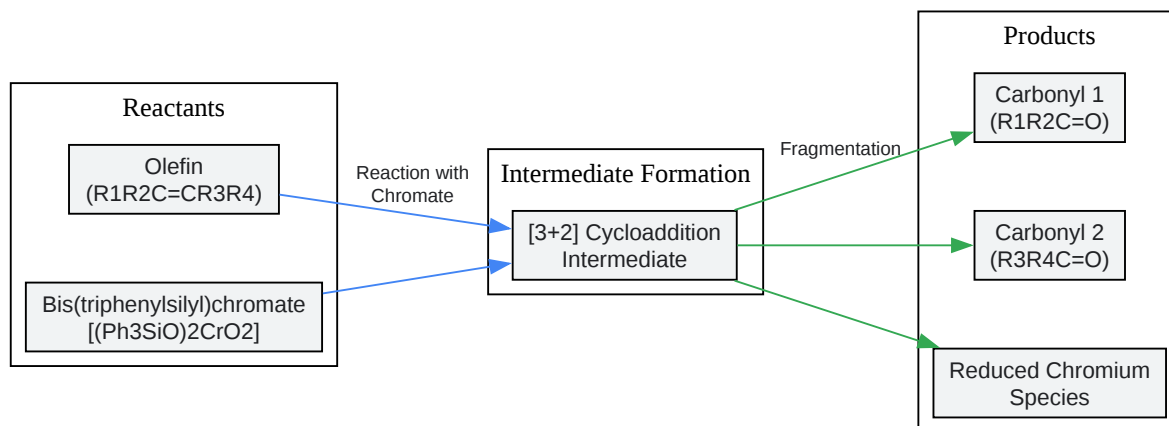 Reactants
Olefin
(R1R2C=CR3R4)
Bis(triphenylsilyl)chromate
[(Ph3SiO)2CrO2]
Reaction with
Chromate
Intermediate Formation
[3+2] Cycloaddition
Intermediate
Fragmentation
Products
Carbonyl 1
(R1R2C=O)
Carbonyl 2
(R3R4C=O)
Reduced Chromium
Species